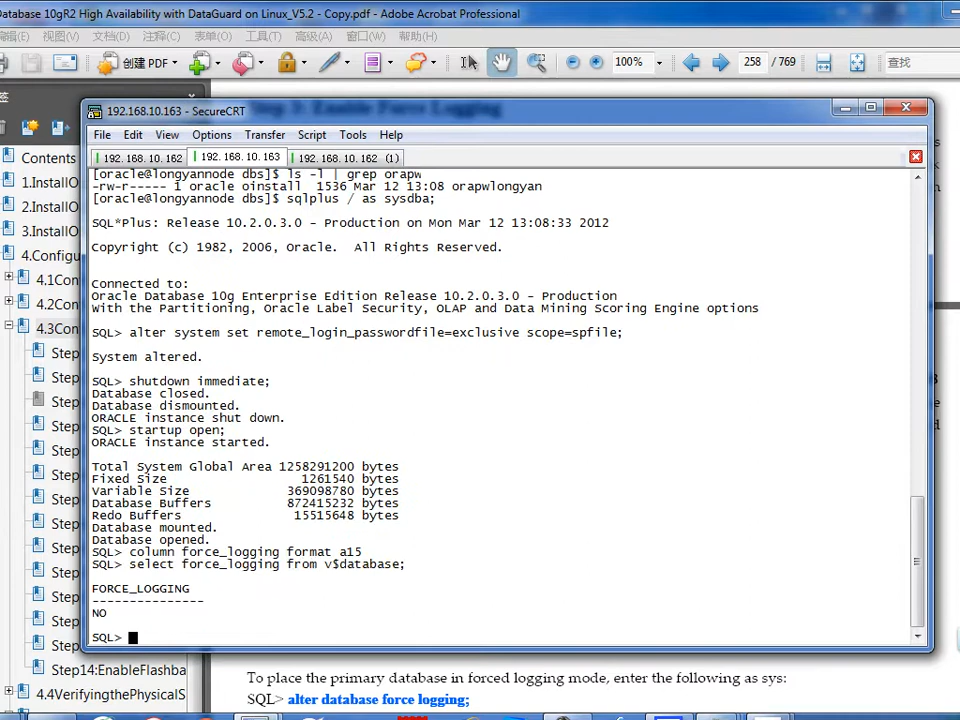 Database 10gR2 High Availability with DataGuard on Linux_V5.2 - Copy.pdf - Adobe Acrobat Professional
编辑(E) 视图(V) 文档(D) 注释(C) 表单(O) 工具(T) 高级(A) 窗口(W) 帮助(H)
创建 PDF
100%
258 / 769
查找
签
Step 3: Enable Force Logging
192.168.10.163 - SecureCRT
File Edit View Options Transfer Script Tools Help
192.168.10.162
192.168.10.163
192.168.10.162 (1)
[oracle@longyannode dbs]$ ls -l | grep orapw
-rw-r----- 1 oracle oinstall 1536 Mar 12 13:08 orapwlongyan
[oracle@longyannode dbs]$ sqlplus / as sysdba;
SQL*Plus: Release 10.2.0.3.0 - Production on Mon Mar 12 13:08:33 2012
Copyright (c) 1982, 2006, Oracle. All Rights Reserved.
Connected to:
Oracle Database 10g Enterprise Edition Release 10.2.0.3.0 - Production
With the Partitioning, Oracle Label Security, OLAP and Data Mining Scoring Engine options
SQL> alter system set remote_login_passwordfile=exclusive scope=spfile;
System altered.
SQL> shutdown immediate;
Database closed.
Database dismounted.
ORACLE instance shut down.
SQL> startup open;
ORACLE instance started.
Total System Global Area 1258291200 bytes
Fixed Size 1261540 bytes
Variable Size 369098780 bytes
Database Buffers 872415232 bytes
Redo Buffers 15515648 bytes
Database mounted.
Database opened.
SQL> column force_logging format a15
SQL> select force_logging from v$database;
FORCE_LOGGING
---------------
NO
SQL>
Contents
1.InstallO
2.InstallO
3.InstallO
4.Configu
4.1Con
4.2Con
4.3Con
Step
Step
Step
Step
Step
Step
Step
Step
Step
Step
Step
Step
Step
Step14:EnableFlashba
4.4VerifyingthePhysicalS
To place the primary database in forced logging mode, enter the following as sys:
SQL> alter database force logging;